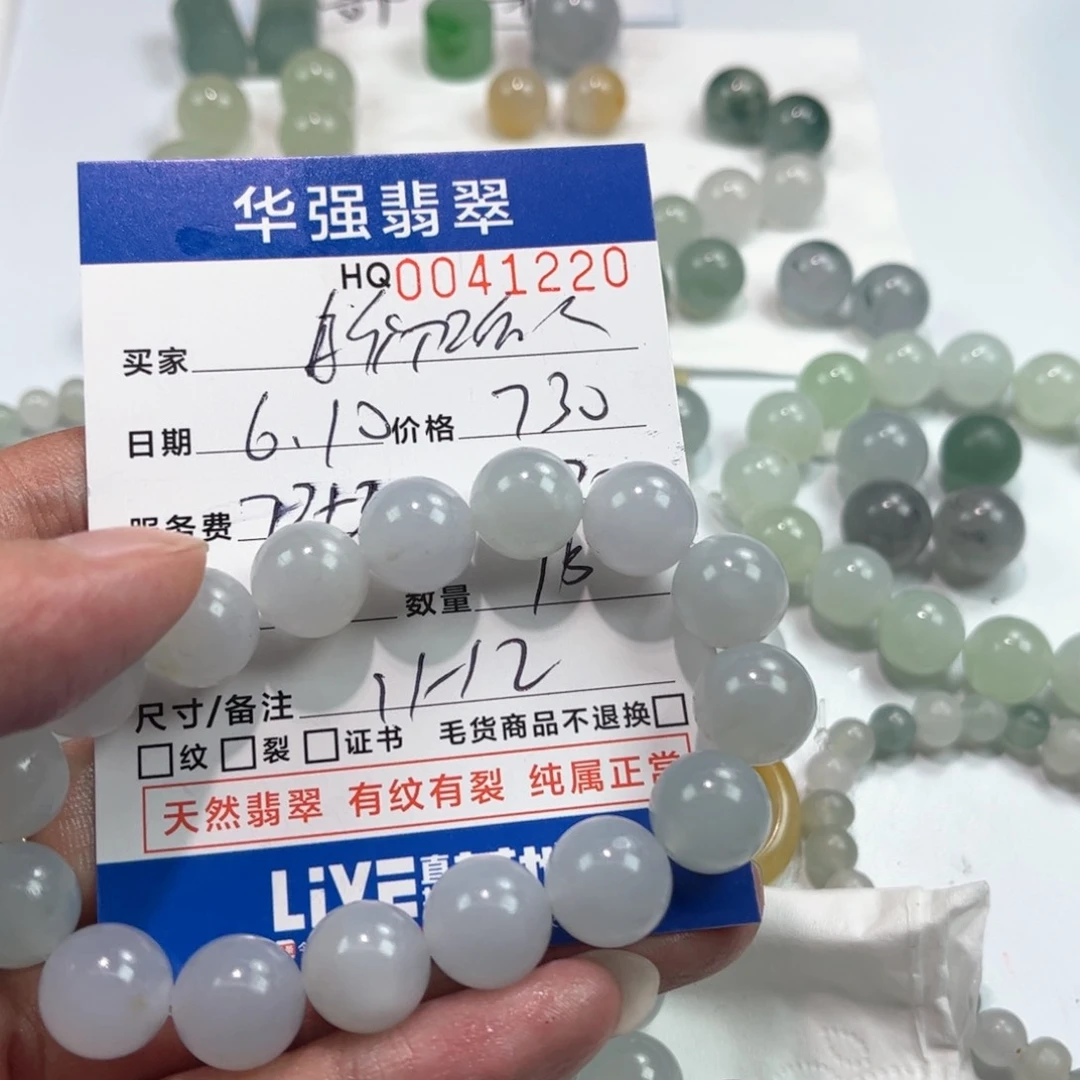 华强翡翠
HQ0041220
买家
日期 6.10 价格 730
服务费
数量 18
尺寸/备注 11-12
□纹 □裂 □证书 毛货商品不退换□
天然翡翠 有纹有裂 纯属正常
LiVE